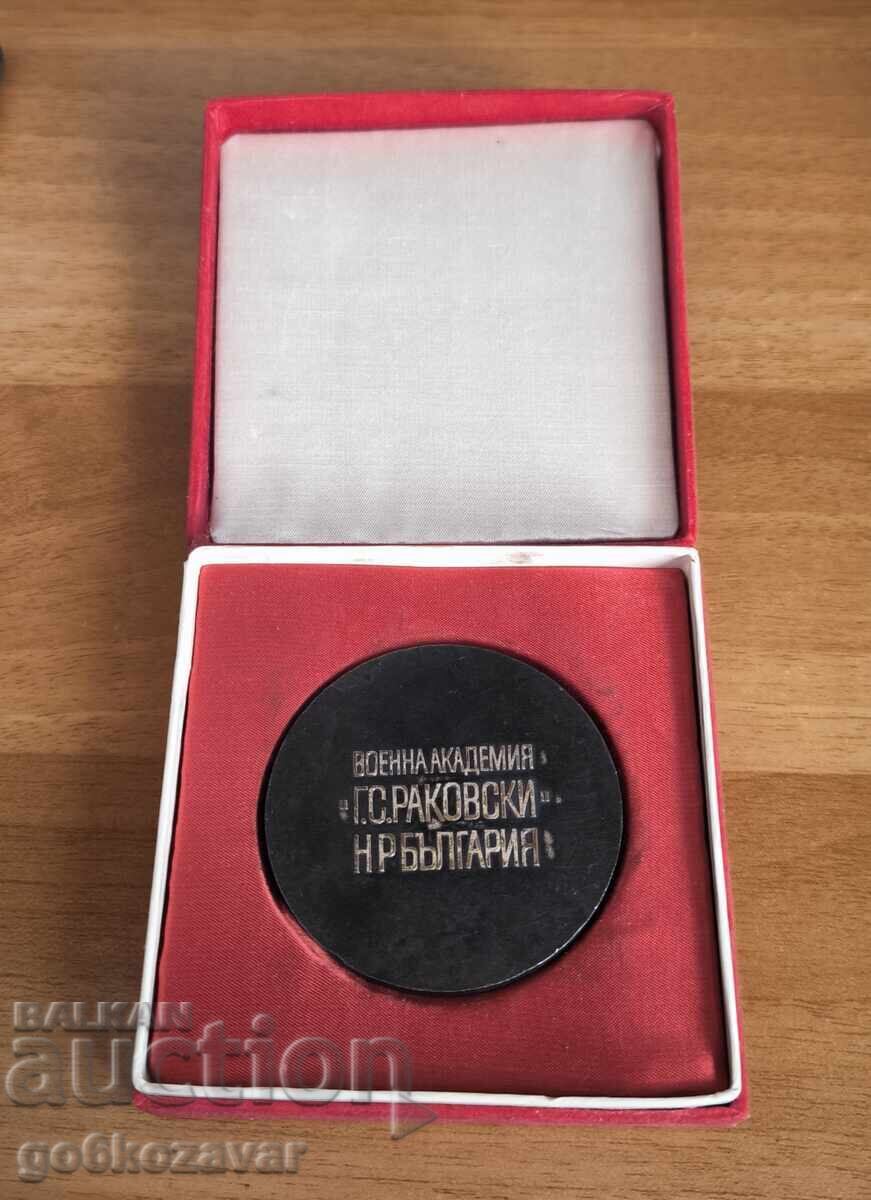 ВОЕННА АКАДЕМИЯ
"Г.С.РАКОВСКИ"
Н.Р БЪЛГАРИЯ
BALKAN
auction
go6kozavar